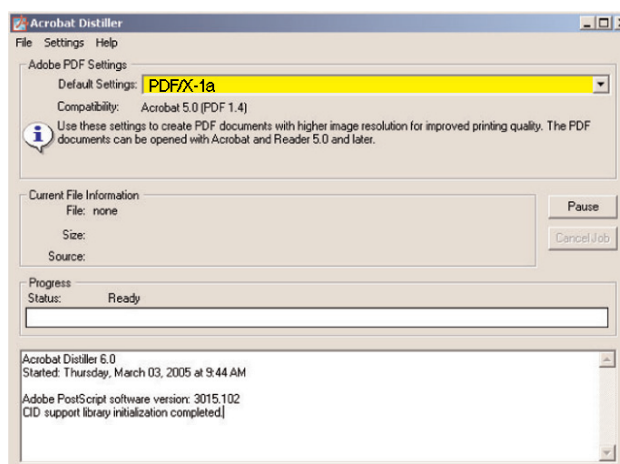 Acrobat Distiller
File Settings Help
Adobe PDF Settings
Default Settings: PDF/X-1a
Compatibility: Acrobat 5.0 (PDF 1.4)
Use these settings to create PDF documents with higher image resolution for improved printing quality. The PDF
documents can be opened with Acrobat and Reader 5.0 and later.
Current File Information
File: none
Pause
Size:
Cancel Job
Source:
Progress
Status: Ready
Acrobat Distiller 6.0
Started: Thursday, March 03, 2005 at 9:44 AM
Adobe PostScript software version: 3015.102
CID support library initialization completed.